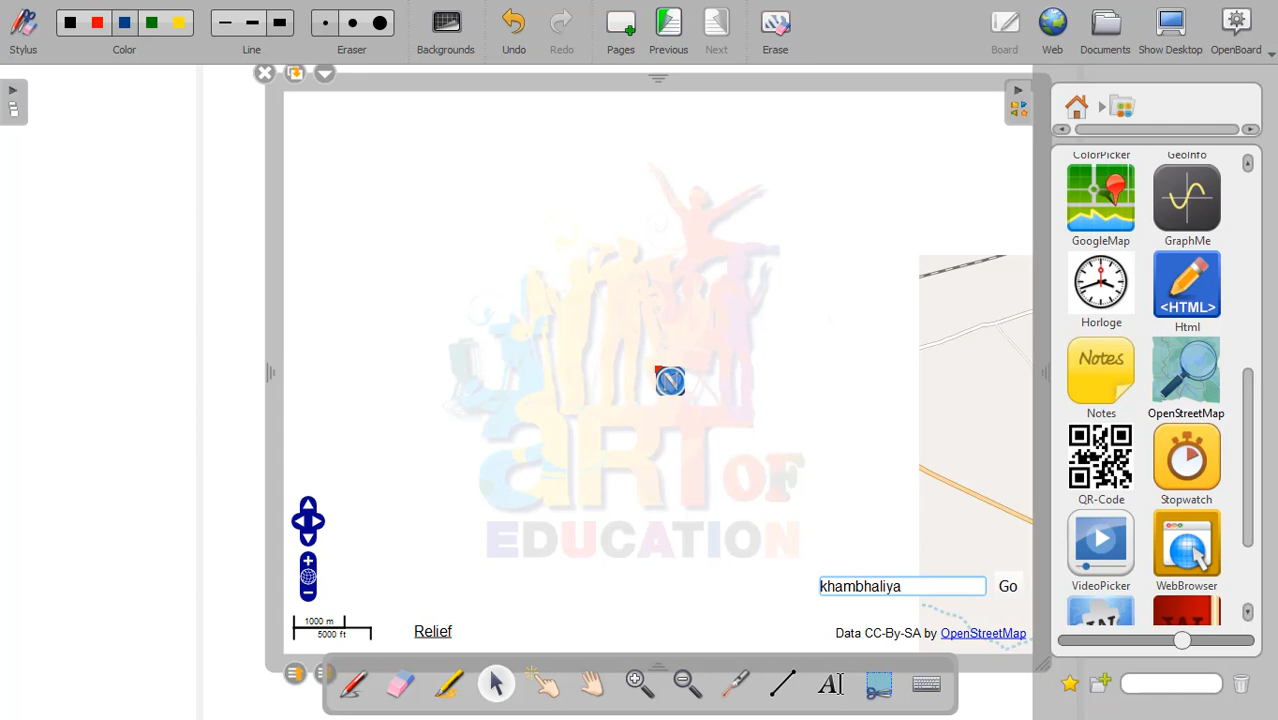 Stylus Color Line Eraser Backgrounds Undo Redo Pages Previous Next Erase Board Web Documents Show Desktop OpenBoard
ColorPicker GeoInfo
GoogleMap GraphMe
<HTML>
Horloge Html
Notes
Notes OpenStreetMap
QR-Code Stopwatch
VideoPicker WebBrowser
N
ART OF
EDUCATION
khambhaliya Go
1000 m
5000 ft
Relief
Data CC-By-SA by OpenStreetMap